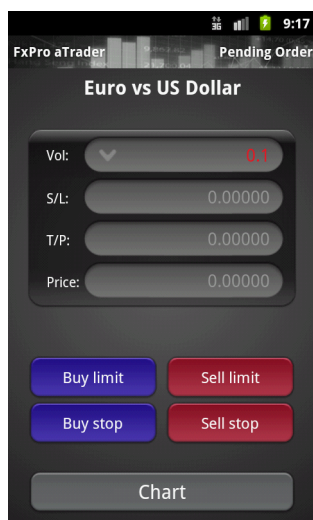 3G 9:17
FxPro aTrader Pending Order
Euro vs US Dollar
Vol: 0.1
S/L: 0.00000
T/P: 0.00000
Price: 0.00000
Buy limit Sell limit
Buy stop Sell stop
Chart